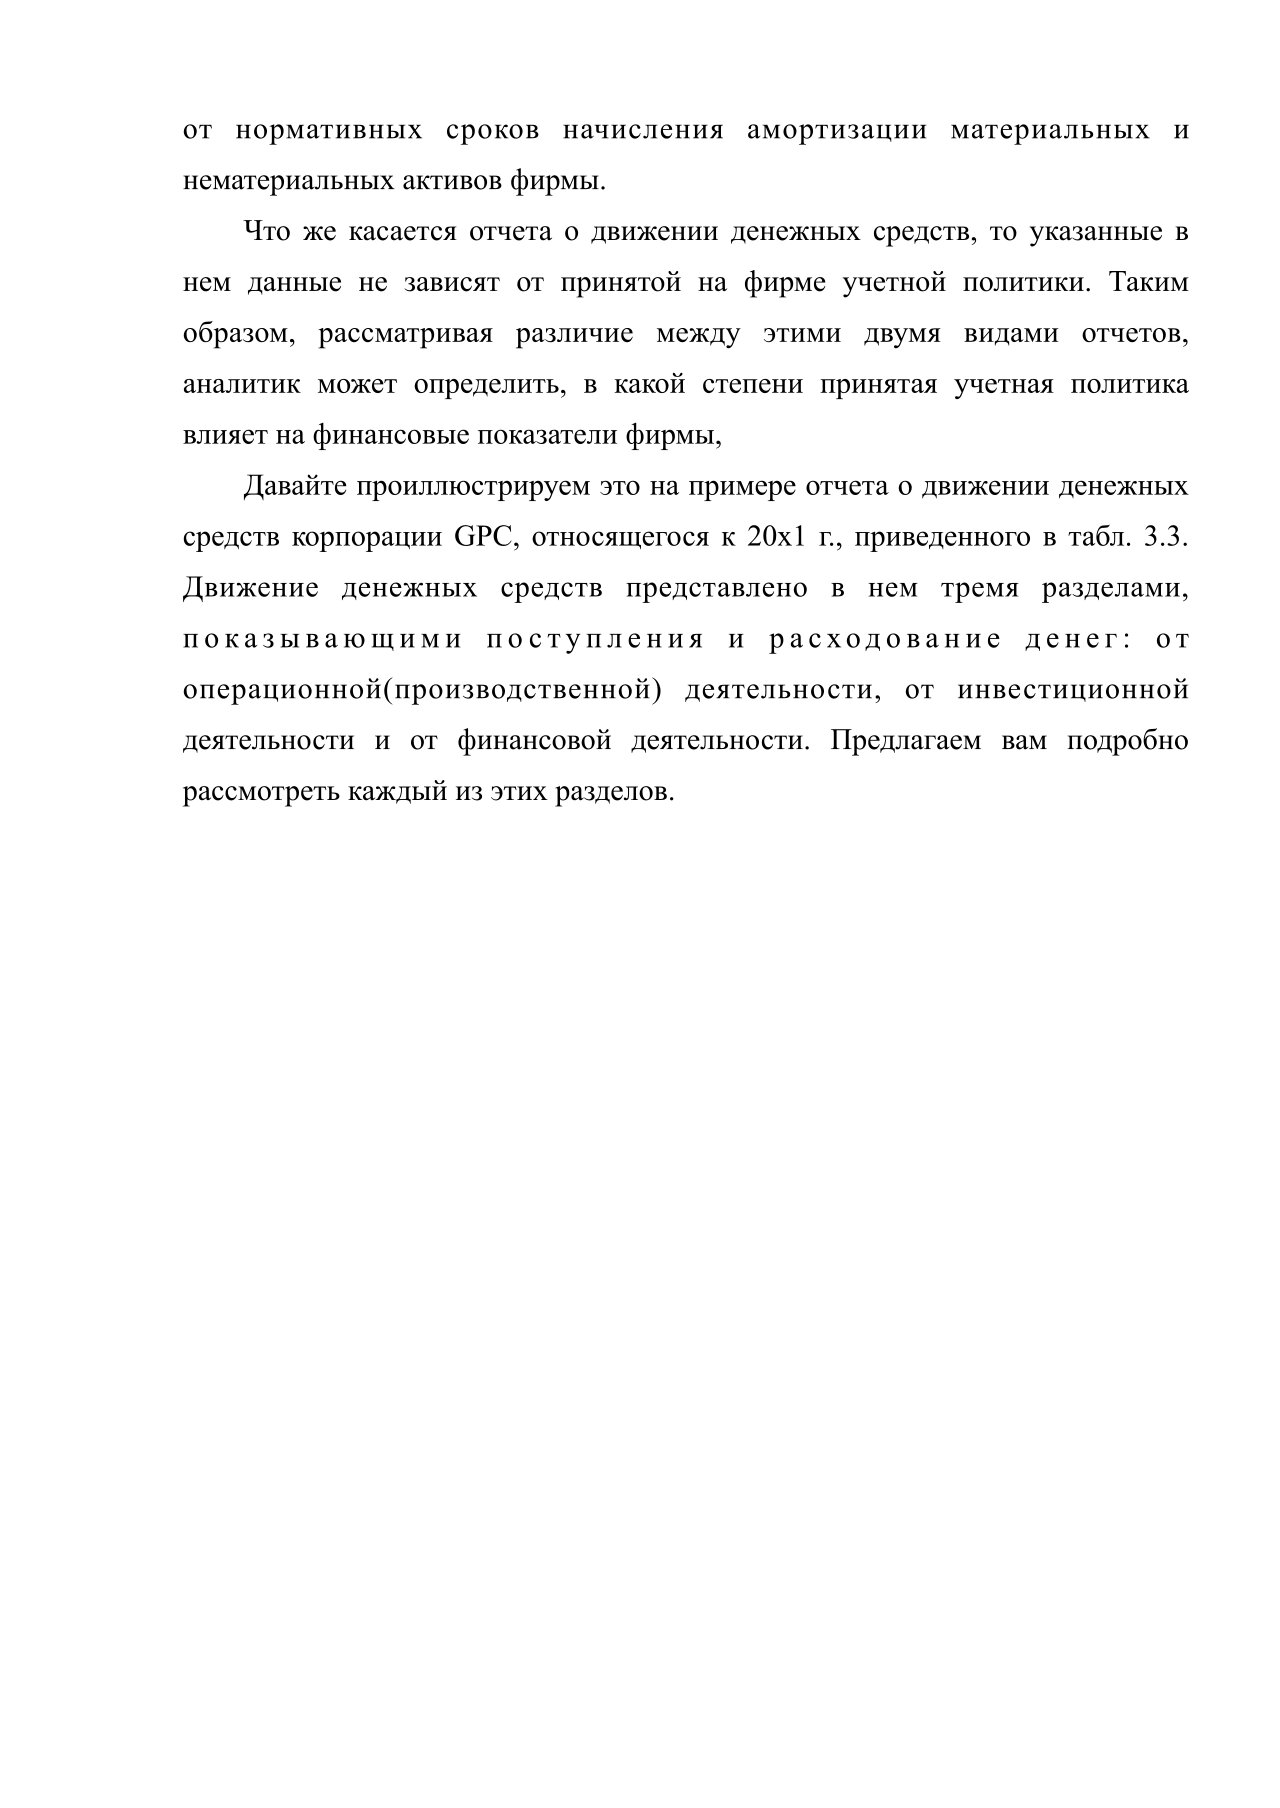 от нормативных сроков начисления амортизации материальных и
нематериальных активов фирмы.
Что же касается отчета о движении денежных средств, то указанные в
нем данные не зависят от принятой на фирме учетной политики. Таким
образом, рассматривая различие между этими двумя видами отчетов,
аналитик может определить, в какой степени принятая учетная политика
влияет на финансовые показатели фирмы,
Давайте проиллюстрируем это на примере отчета о движении денежных
средств корпорации GPC, относящегося к 20x1 г., приведенного в табл. 3.3.
Движение денежных средств представлено в нем тремя разделами,
показывающими поступления и расходование денег: от
операционной(производственной) деятельности, от инвестиционной
деятельности и от финансовой деятельности. Предлагаем вам подробно
рассмотреть каждый из этих разделов.